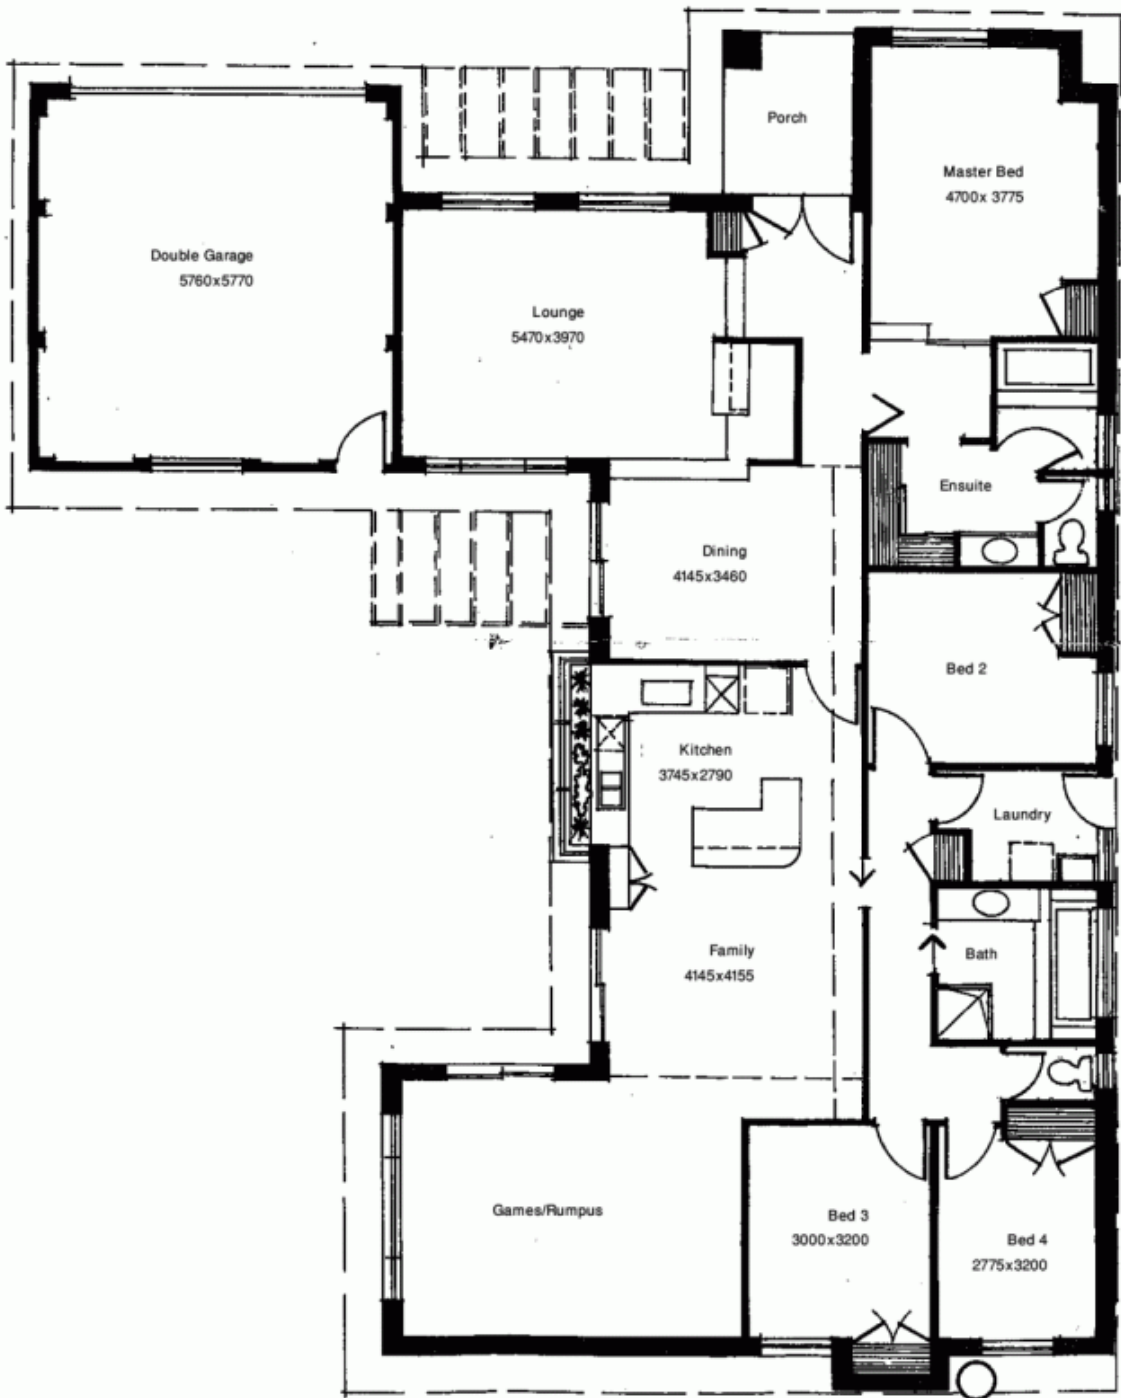 Porch
Master Bed
4700x 3775
Double Garage
5760x5770
Lounge
5470x3970
Ensuite
Dining
4145x3460
Bed 2
Kitchen
3745x2790
Laundry
Family
4145x4155
Bath
Games/Rumpus
Bed 3
3000x3200
Bed 4
2775x3200